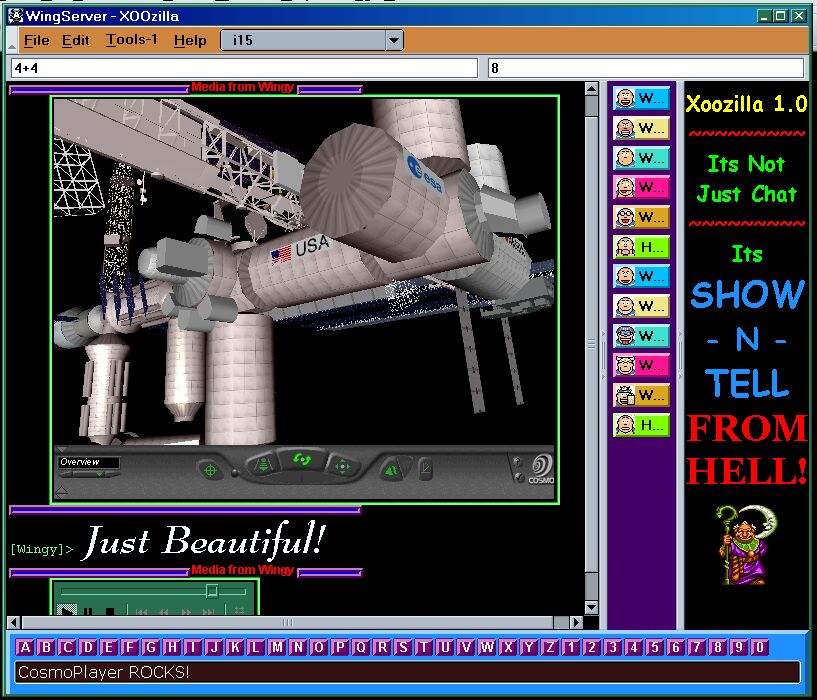 WingServer - XOOzilla
File Edit Tools-1 Help i15
4+4 8
Media from Wingy
esa
USA
Overview
COSMO
[Wingy]> Just Beautiful!
Media from Wingy
W...
W...
W...
W...
W...
H...
W...
W...
W...
W...
W...
H...
Xoozilla 1.0
~~~~~~~~~~
Its Not
Just Chat
~~~~~~~~~~
Its
SHOW
- N -
TELL
FROM
HELL!
A B C D E F G H I J K L M N O P Q R S T U V W X Y Z 1 2 3 4 5 6 7 8 9 0
CosmoPlayer ROCKS!